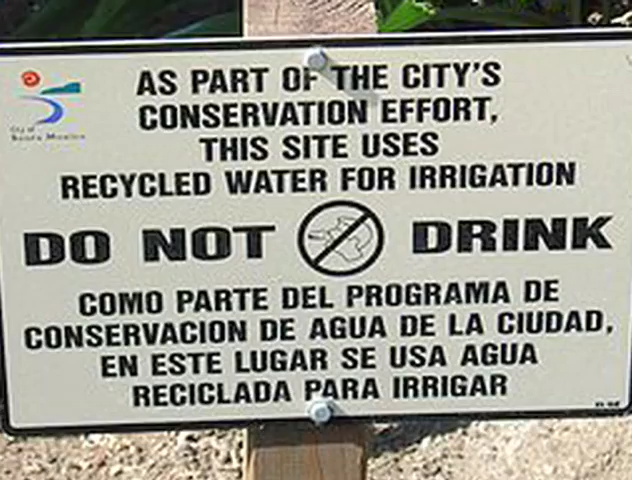 City of
Santa Monica
AS PART OF THE CITY'S
CONSERVATION EFFORT,
THIS SITE USES
RECYCLED WATER FOR IRRIGATION
DO NOT DRINK
COMO PARTE DEL PROGRAMA DE
CONSERVACION DE AGUA DE LA CIUDAD,
EN ESTE LUGAR SE USA AGUA
RECICLADA PARA IRRIGAR